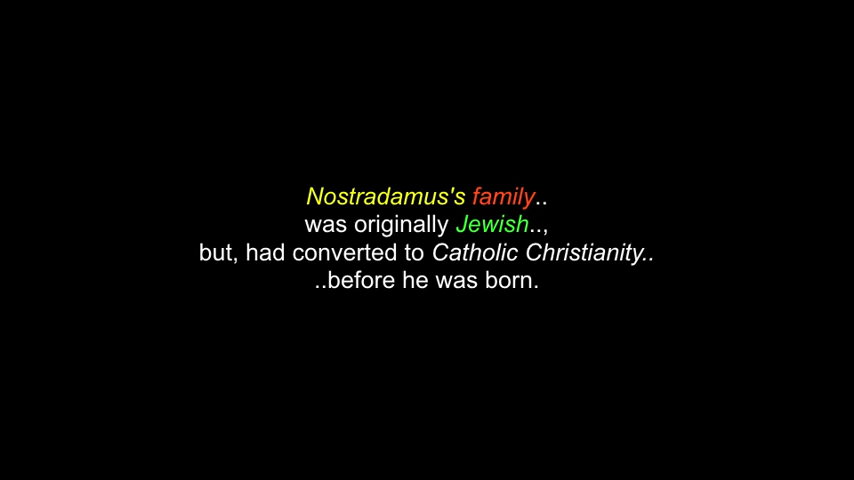 Nostradamus's family..
was originally Jewish..,
but, had converted to Catholic Christianity..
..before he was born.